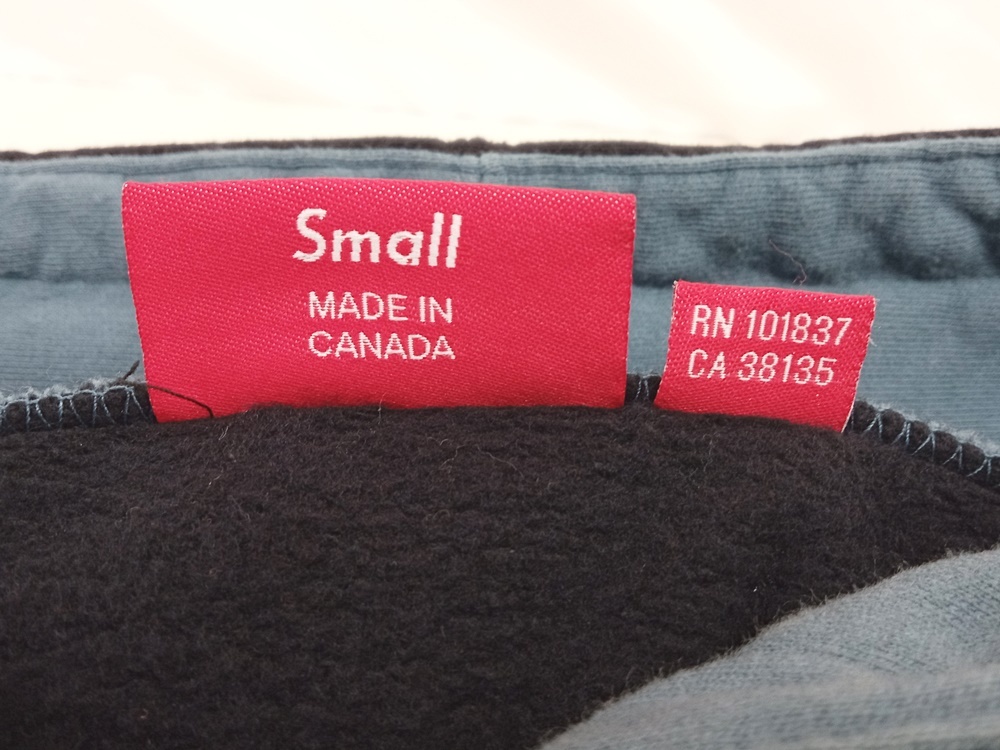 Small
MADE IN
CANADA
RN 101837
CA 38135